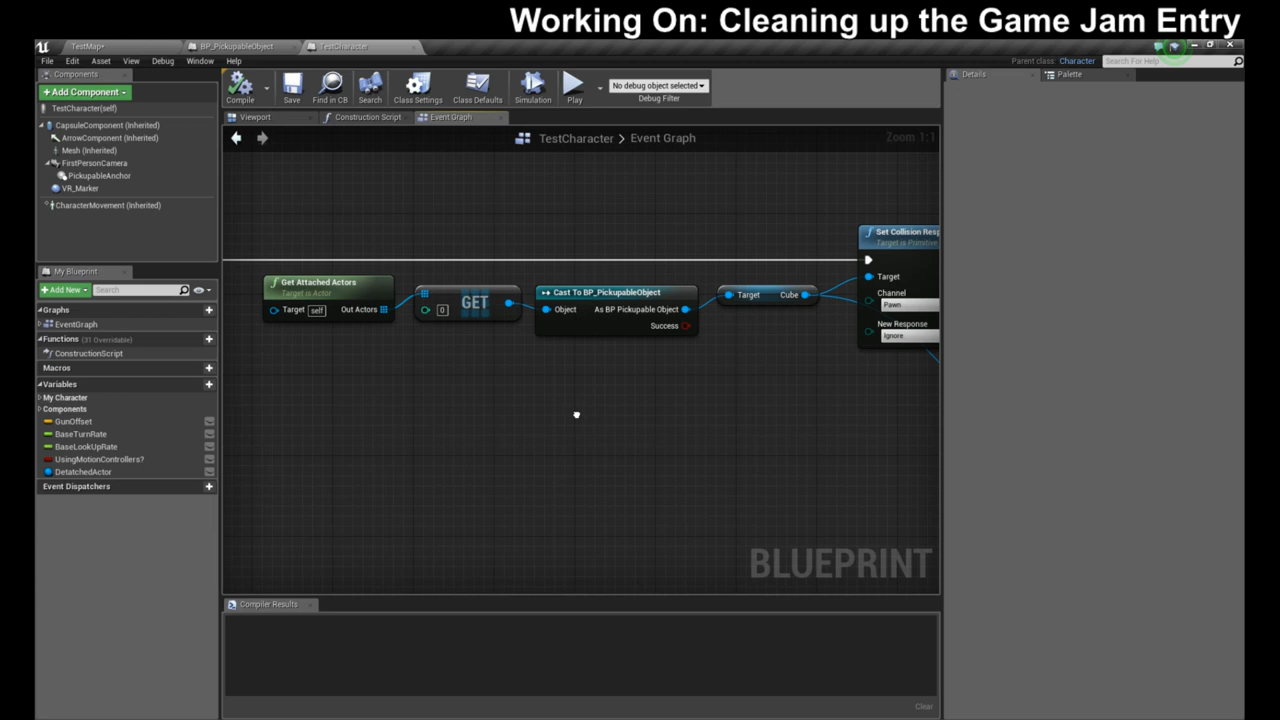 Working On: Cleaning up the Game Jam Entry
TestMap•
BP_PickupableObject
TestCharacter
File
Edit
Asset
View
Debug
Window
Help
Parent class: Character
Search For Help
Components
+Add Component
TestCharacter(self)
CapsuleComponent (Inherited)
ArrowComponent (Inherited)
Mesh (Inherited)
FirstPersonCamera
PickupableAnchor
VR_Marker
CharacterMovement (Inherited)
My Blueprint
+Add New
Search
Graphs
EventGraph
Functions (31 Overridable)
ConstructionScript
Macros
Variables
My Character
Components
GunOffset
BaseTurnRate
BaseLookUpRate
UsingMotionControllers?
DetatchedActor
Event Dispatchers
Compile
Save
Find in CB
Search
Class Settings
Class Defaults
Simulation
Play
No debug object selected
Debug Filter
Viewport
Construction Script
Event Graph
TestCharacter > Event Graph
Zoom 1:1
Get Attached Actors
Target is Actor
Target self
Out Actors
GET
0
Cast To BP_PickupableObject
Object
As BP Pickupable Object
Success
Target
Cube
Set Collision Resp
Target is Primitive
Target
Channel
Pawn
New Response
Ignore
BLUEPRINT
Compiler Results
Clear
Details
Palette